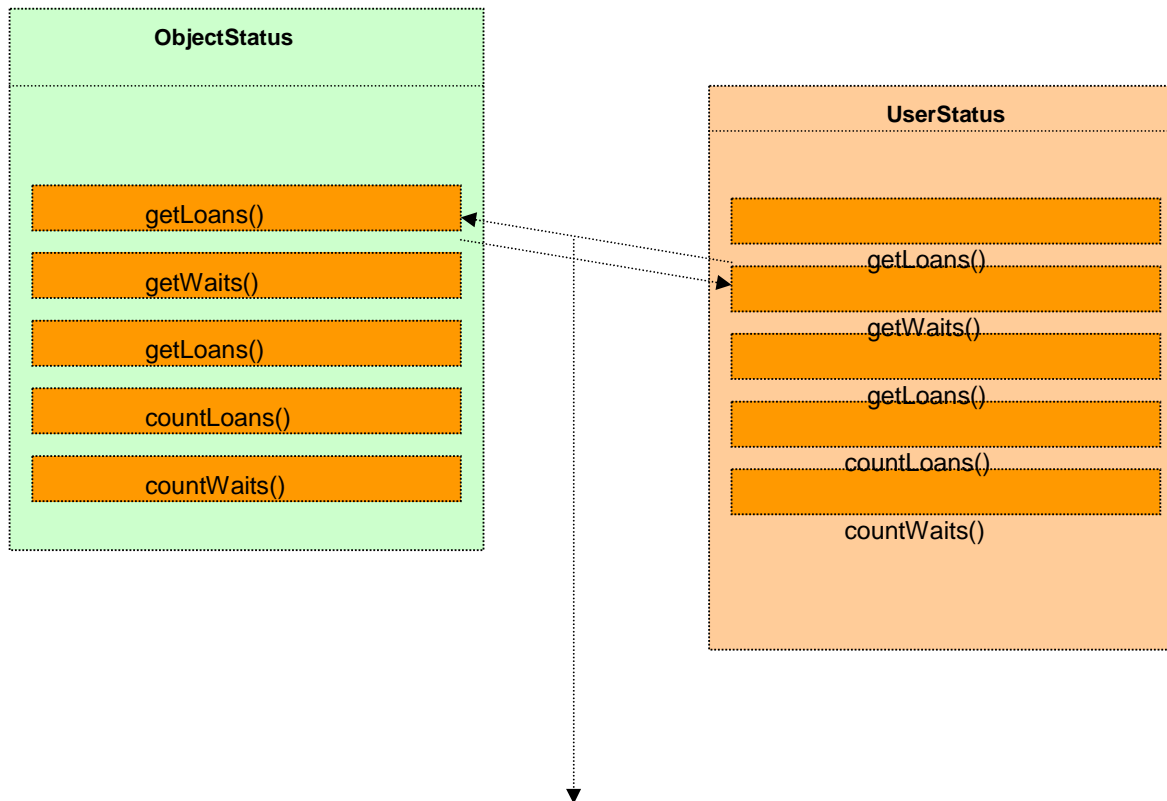 ObjectStatus
getLoans()
getWaits()
getLoans()
countLoans()
countWaits()
UserStatus
getLoans()
getWaits()
getLoans()
countLoans()
countWaits()